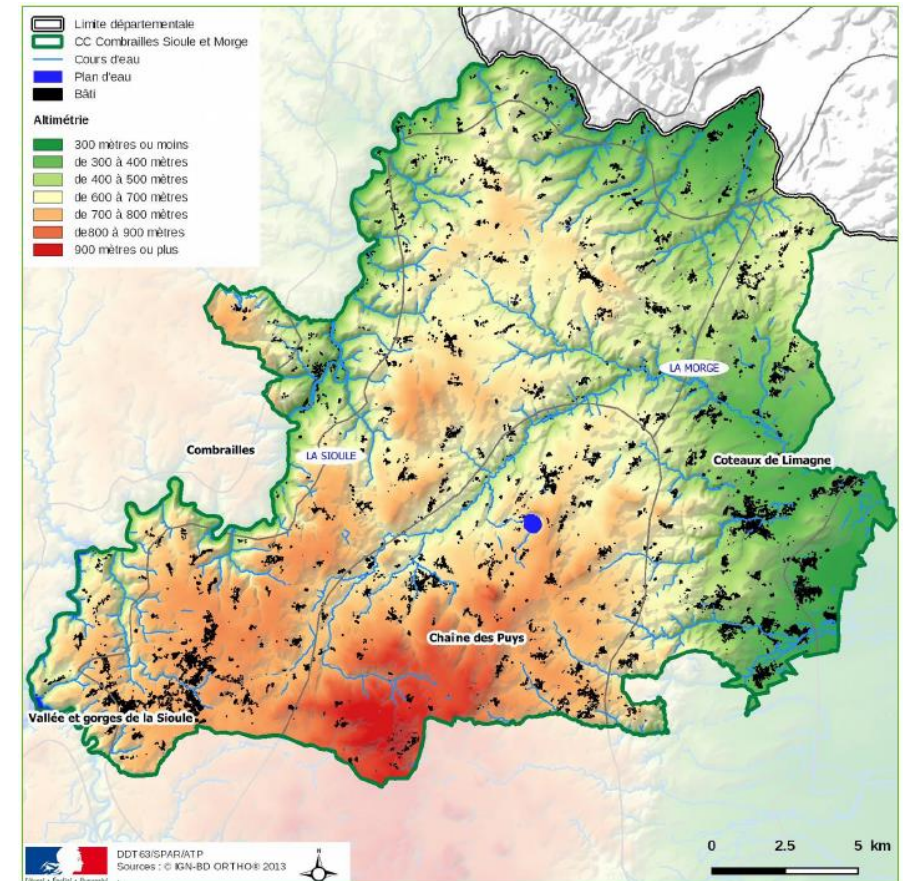 Limite départementale
CC Combrailles Sioule et Morge
Cours d'eau
Plan d'eau
Bâti
Altimétrie
300 mètres ou moins
de 300 à 400 mètres
de 400 à 500 mètres
de 600 à 700 mètres
de 700 à 800 mètres
de800 à 900 mètres
900 mètres ou plus
LA MORGE
Combrailles
LA SIOULE
Coteaux de Limagne
Chaine des Puys
Vallée et gorges de la Sioule
DDT63/SPAR/ATP
Sources : © IGN-BD ORTHO® 2013
0 2.5 5 km